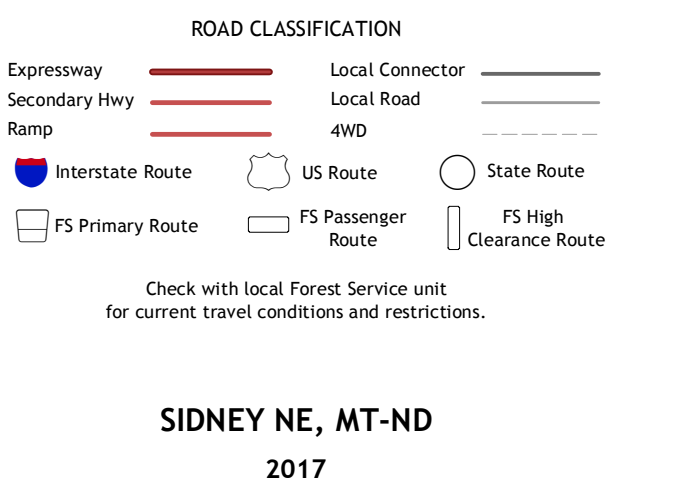 ROAD CLASSIFICATION
Expressway
Local Connector
Secondary Hwy
Local Road
Ramp
4WD
Interstate Route
US Route
State Route
FS Primary Route
FS Passenger
Route
FS High
Clearance Route
Check with local Forest Service unit
for current travel conditions and restrictions.
SIDNEY NE, MT-ND
2017